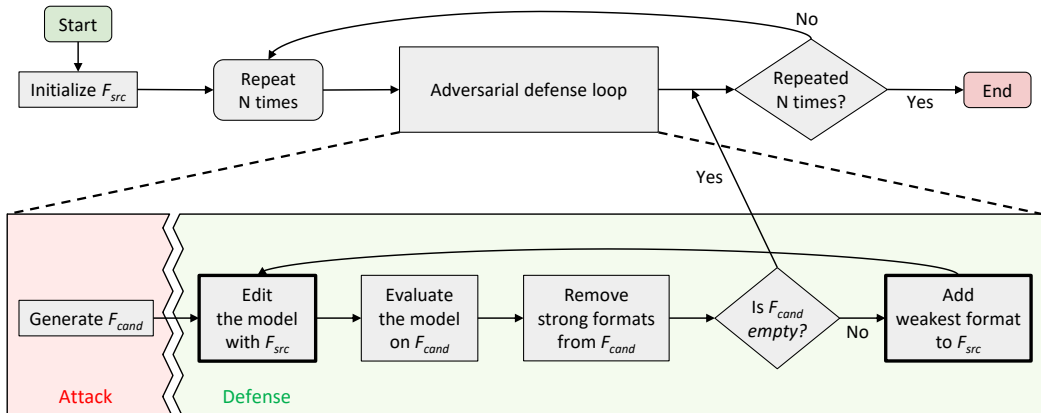 Start
Initialize F_src
Repeat
N times
Adversarial defense loop
No
Repeated
N times?
Yes
End
Yes
Generate F_cand
Edit
the model
with F_src
Evaluate
the model
on F_cand
Remove
strong formats
from F_cand
Is F_cand
empty?
No
Add
weakest format
to F_src
Attack
Defense